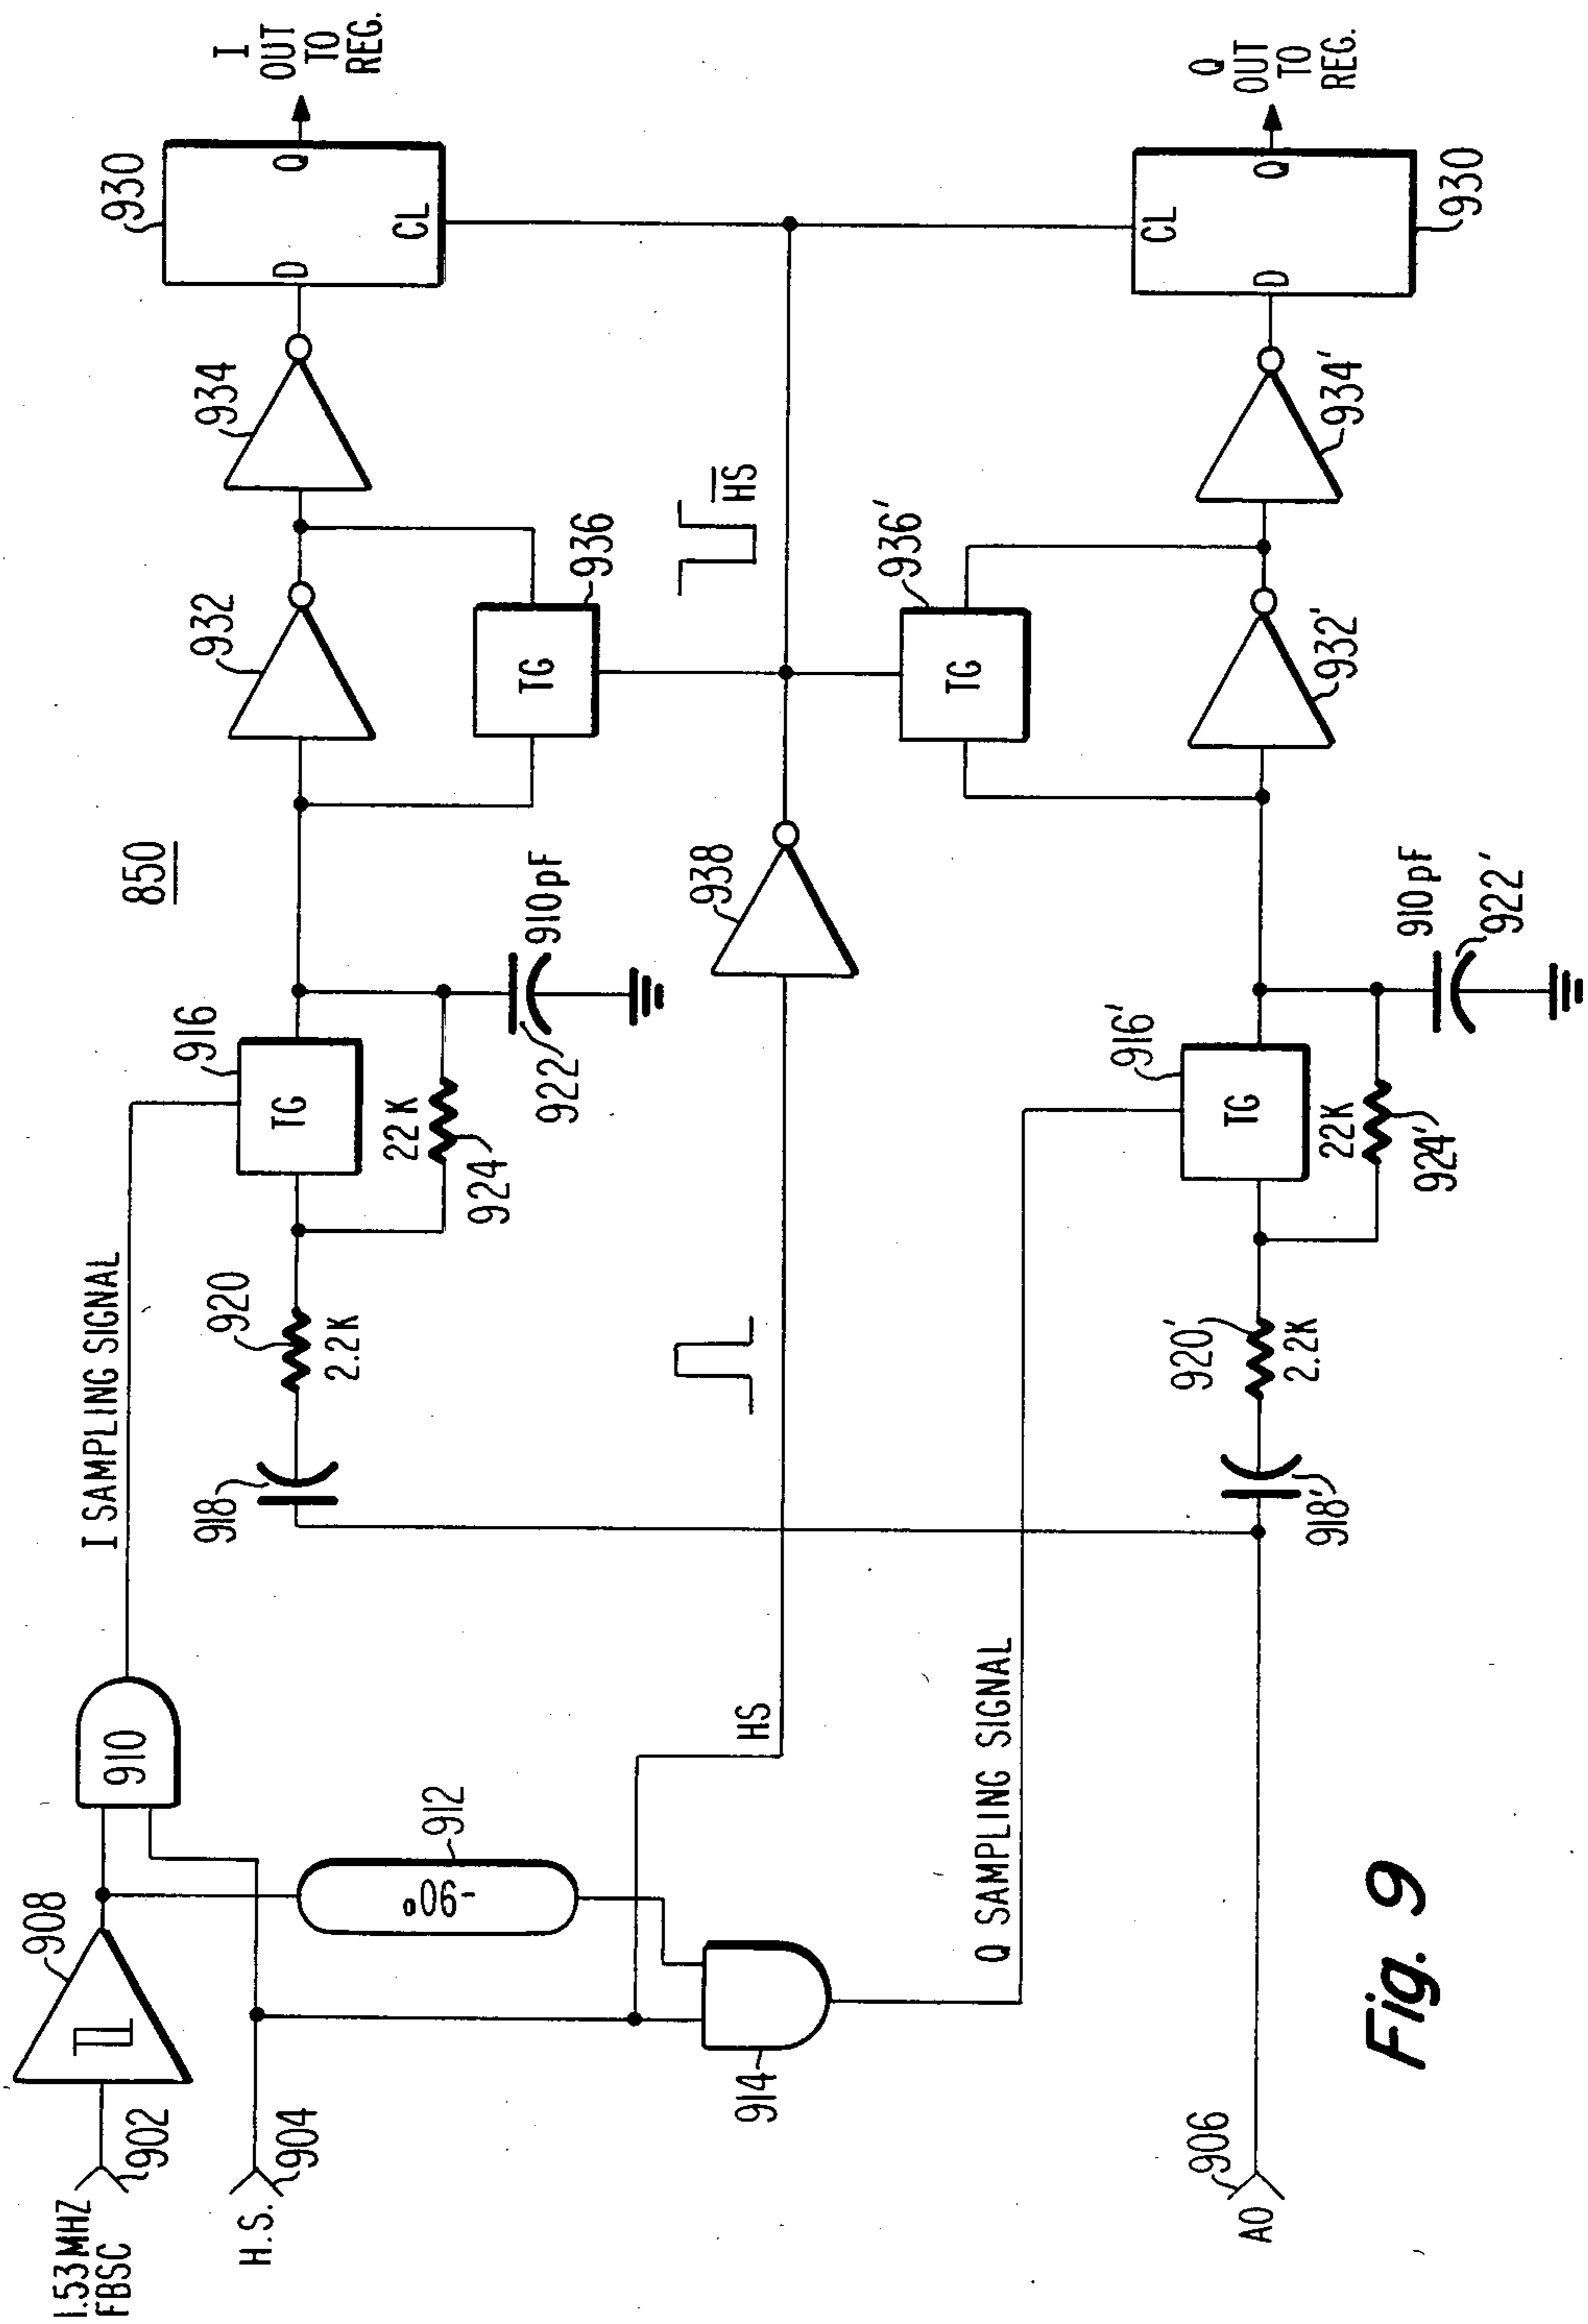 1.53 MHZ
FBSC
902
908
910
I SAMPLING SIGNAL
H.S.
904
912
-90°
914
HS
Q SAMPLING SIGNAL
906
A0
918
920
2.2K
916
TG
22K
924
922
910pF
850
932
TG
936
934
930
D
Q
CL
I
OUT
TO
REG.
938
HS
918'
920'
2.2K
916'
TG
22K
924'
910pF
922'
TG
936'
932'
934'
CL
D
Q
930
Q
OUT
TO
REG.
Fig. 9